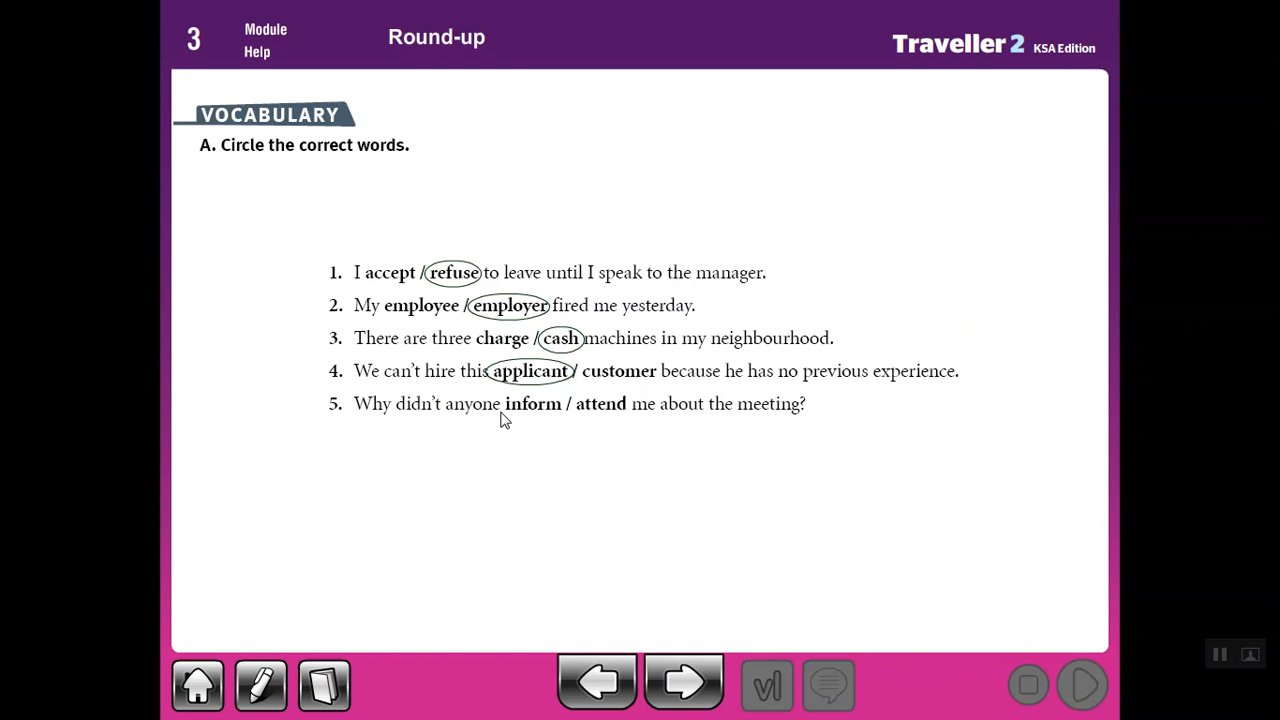 3
Module
Help
Round-up
Traveller 2 KSA Edition
VOCABULARY
A. Circle the correct words.
1. I accept / refuse to leave until I speak to the manager.
2. My employee / employer fired me yesterday.
3. There are three charge / cash machines in my neighbourhood.
4. We can't hire this applicant / customer because he has no previous experience.
5. Why didn't anyone inform / attend me about the meeting?
vl